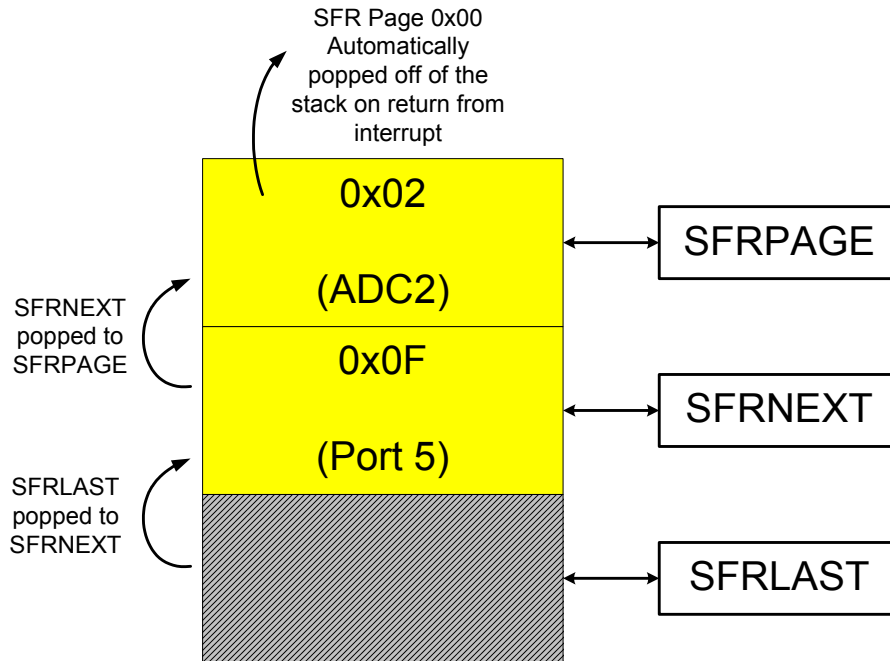 SFR Page 0x00
Automatically
popped off of the
stack on return from
interrupt
0x02
(ADC2)
SFRPAGE
SFRNEXT
popped to
SFRPAGE
0x0F
(Port 5)
SFRNEXT
SFRLAST
popped to
SFRNEXT
SFRLAST